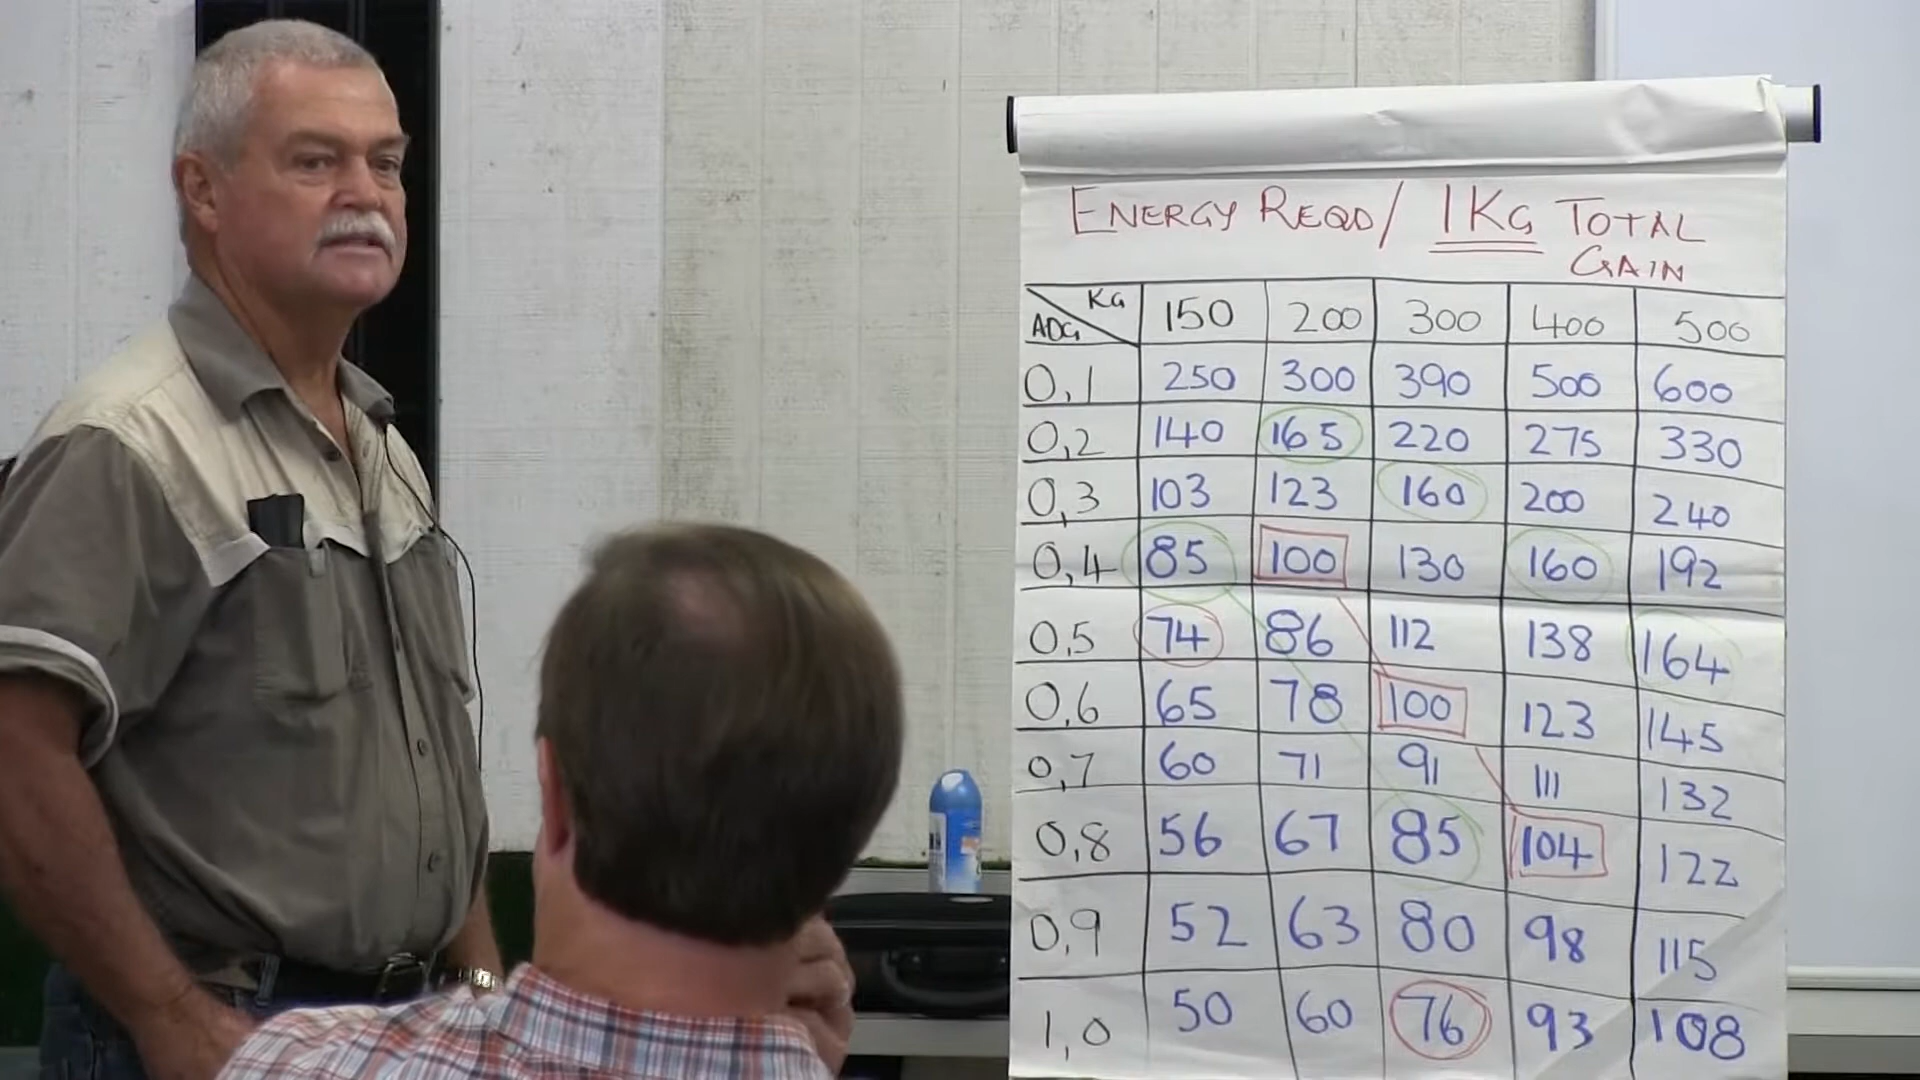 ENERGY REQD/ 1KG TOTAL
GAIN
KG
ADG
150 200 300 400 500
0,1 250 300 390 500 600
0,2 140 165 220 275 330
0,3 103 123 160 200 240
0,4 85 100 130 160 192
0,5 74 86 112 138 164
0,6 65 78 100 123 145
0,7 60 71 91 111 132
0,8 56 67 85 104 122
0,9 52 63 80 98 115
1,0 50 60 76 93 108